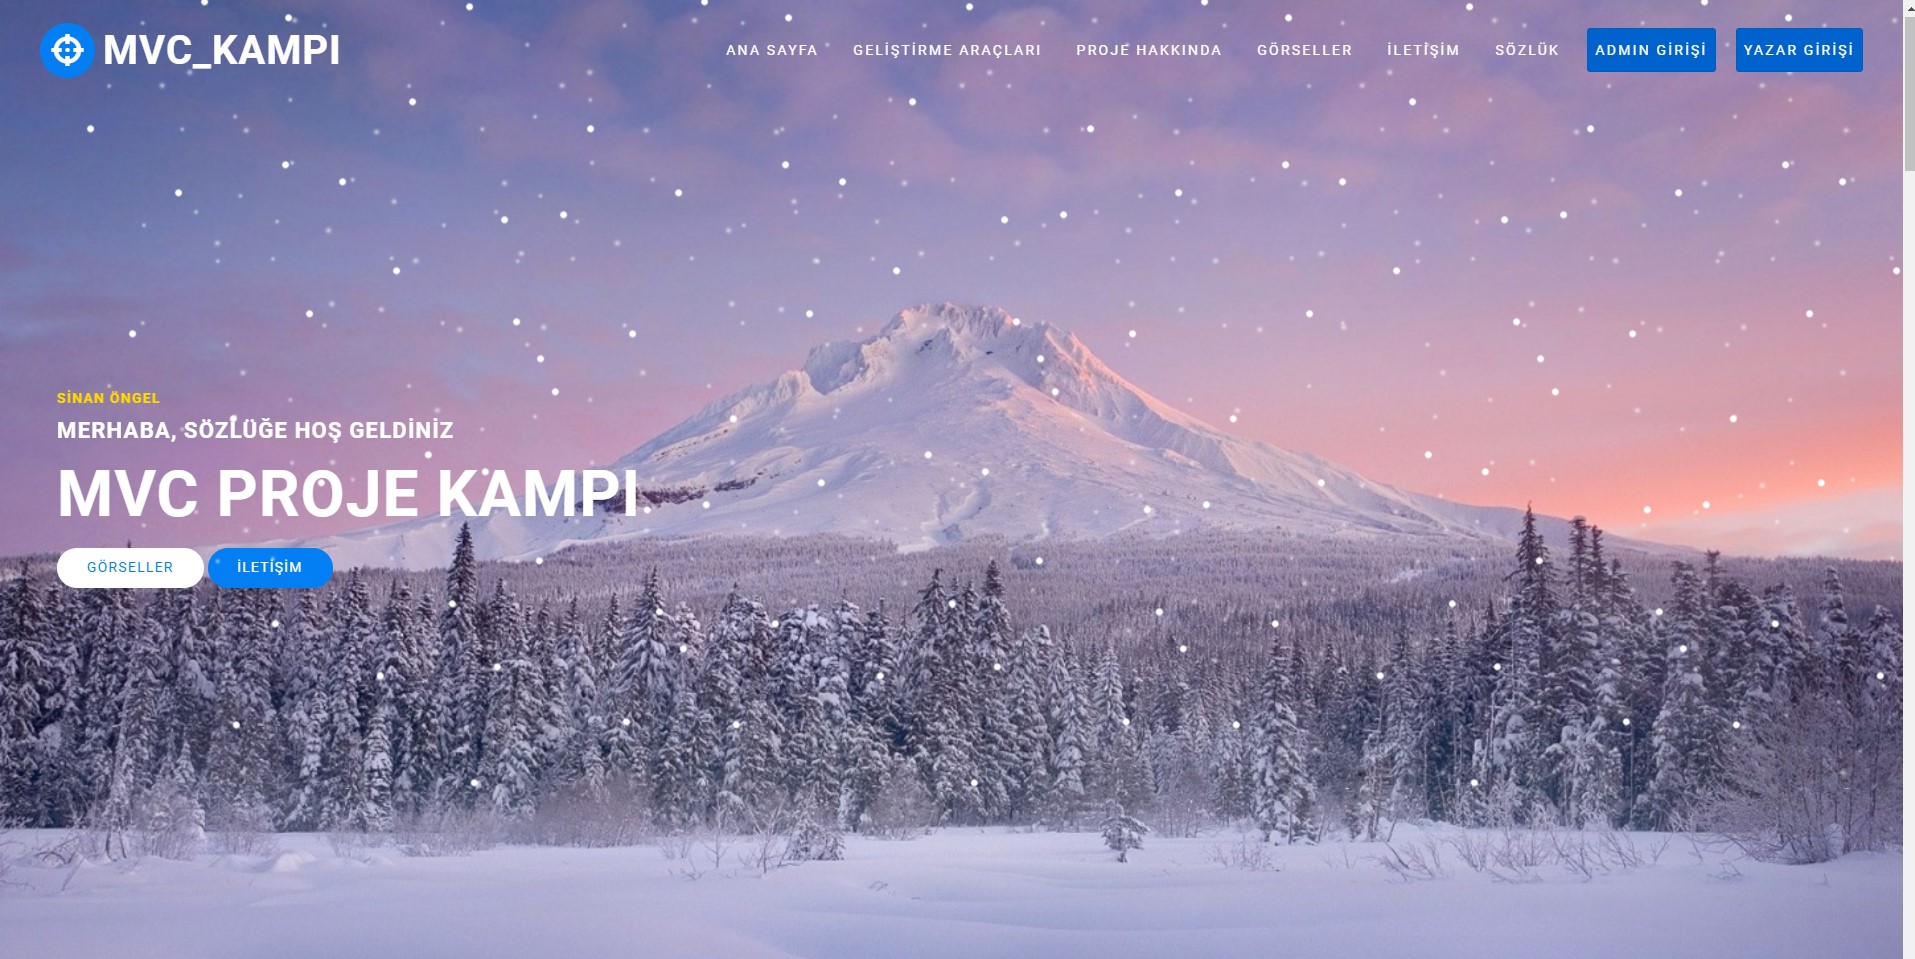 MVC_KAMPI
ANA SAYFA GELİŞTİRME ARAÇLARI PROJE HAKKINDA GÖRSELLER İLETİŞİM SÖZLÜK ADMIN GİRİŞİ YAZAR GİRİŞİ
SİNAN ÖNGEL
MERHABA, SÖZLÜĞE HOŞ GELDİNİZ
MVC PROJE KAMPI
GÖRSELLER İLETİŞİM